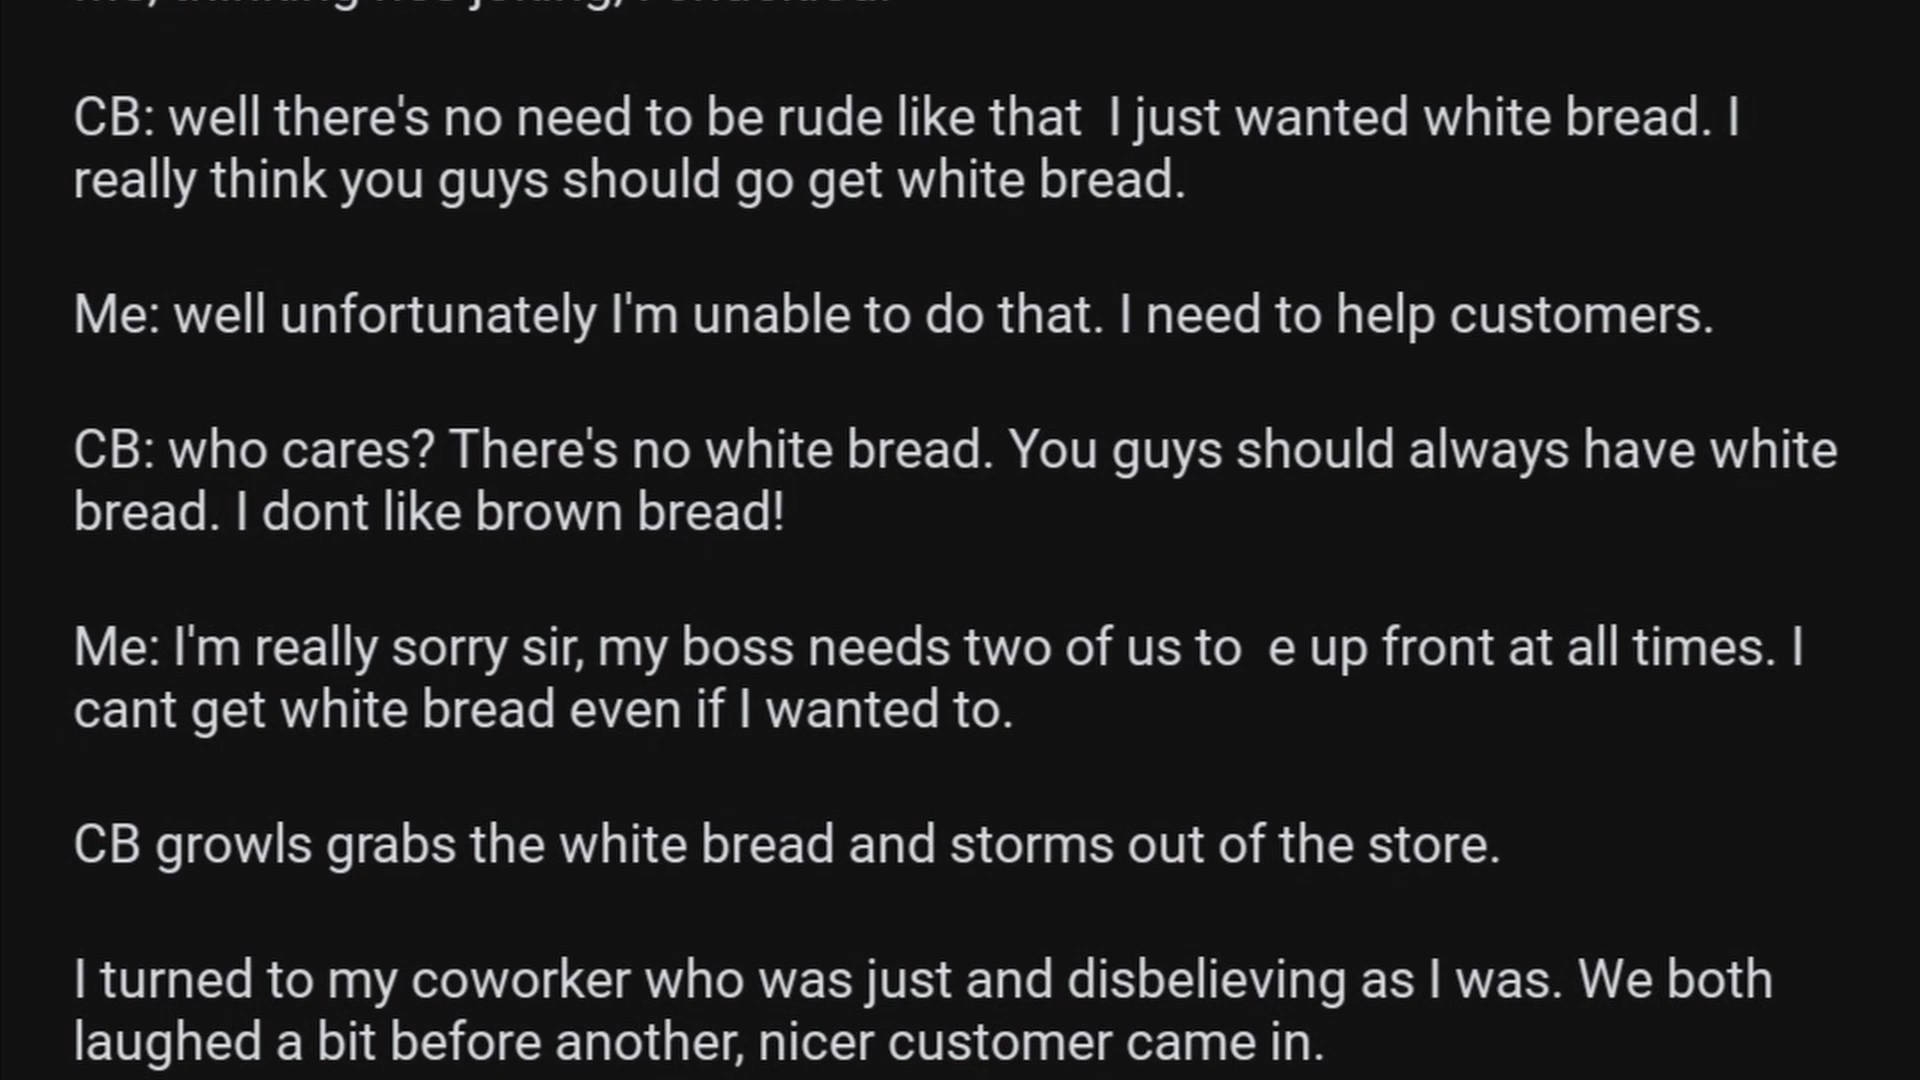 CB: well there's no need to be rude like that  I just wanted white bread. I
really think you guys should go get white bread.
Me: well unfortunately I'm unable to do that. I need to help customers.
CB: who cares? There's no white bread. You guys should always have white
bread. I dont like brown bread!
Me: I'm really sorry sir, my boss needs two of us to  e up front at all times. I
cant get white bread even if I wanted to.
CB growls grabs the white bread and storms out of the store.
I turned to my coworker who was just and disbelieving as I was. We both
laughed a bit before another, nicer customer came in.